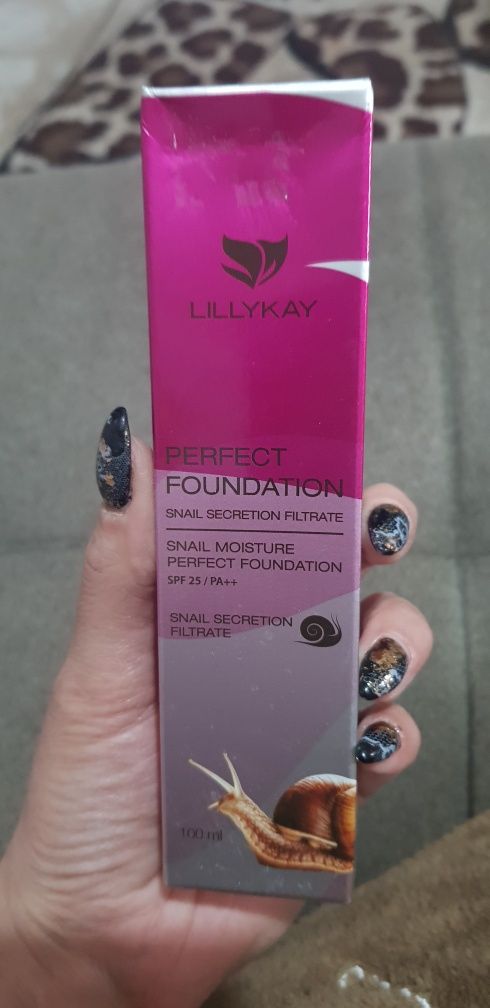 LILLYKAY
PERFECT
FOUNDATION
SNAIL SECRETION FILTRATE
SNAIL MOISTURE
PERFECT FOUNDATION
SPF 25 / PA++
SNAIL SECRETION
FILTRATE
100 ml